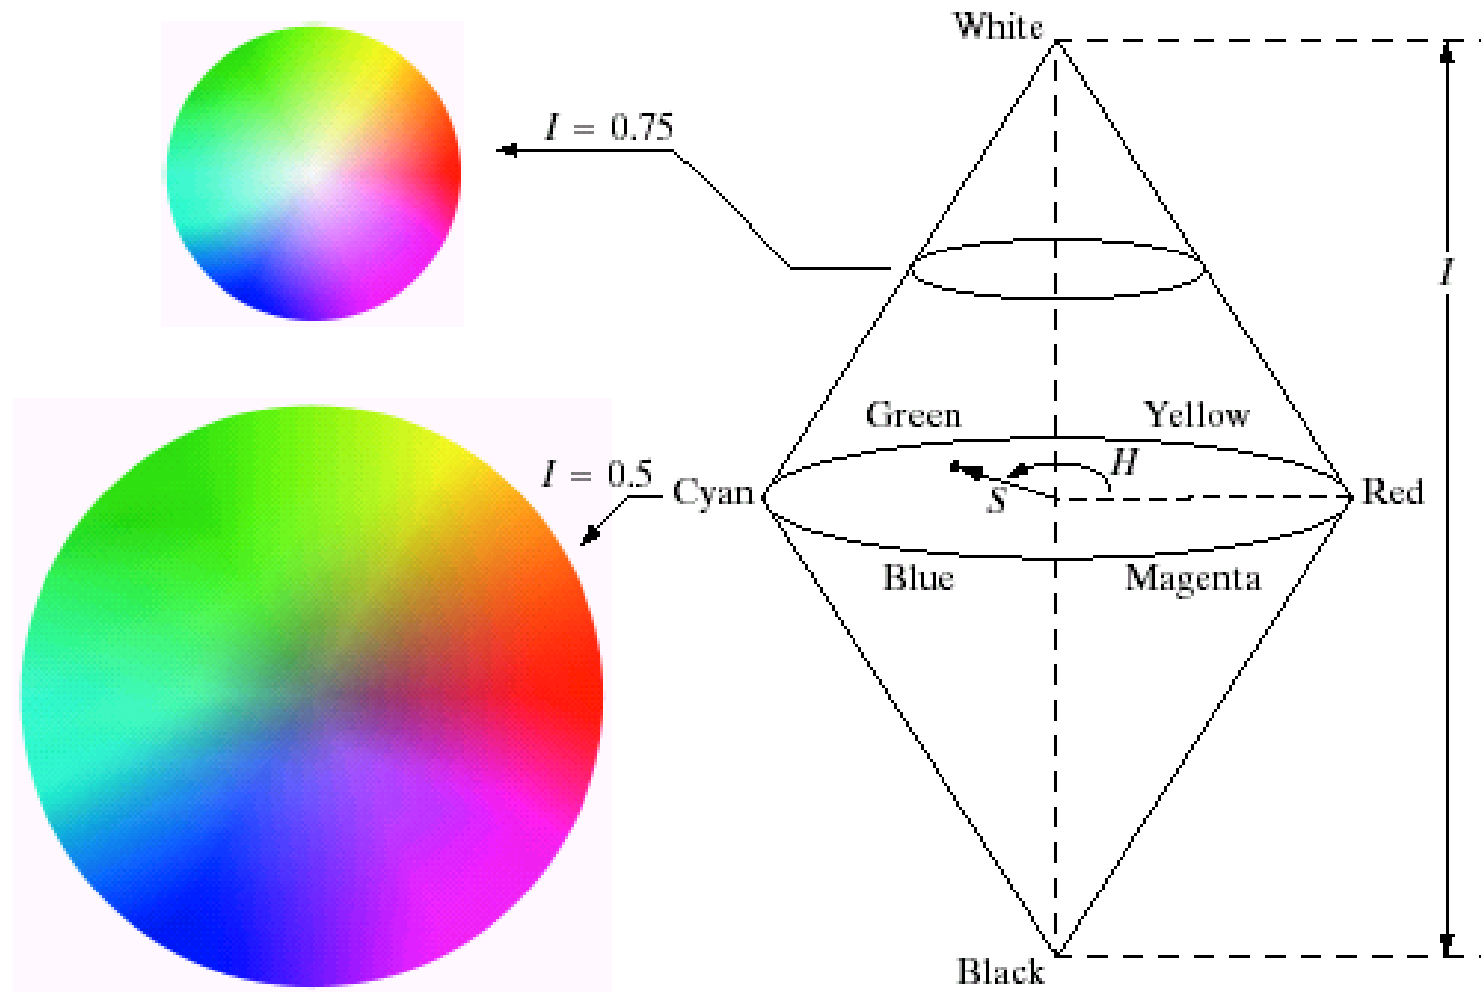 White
I = 0.75
I
Green Yellow
I = 0.5
H
Cyan
S
Red
Blue Magenta
Black